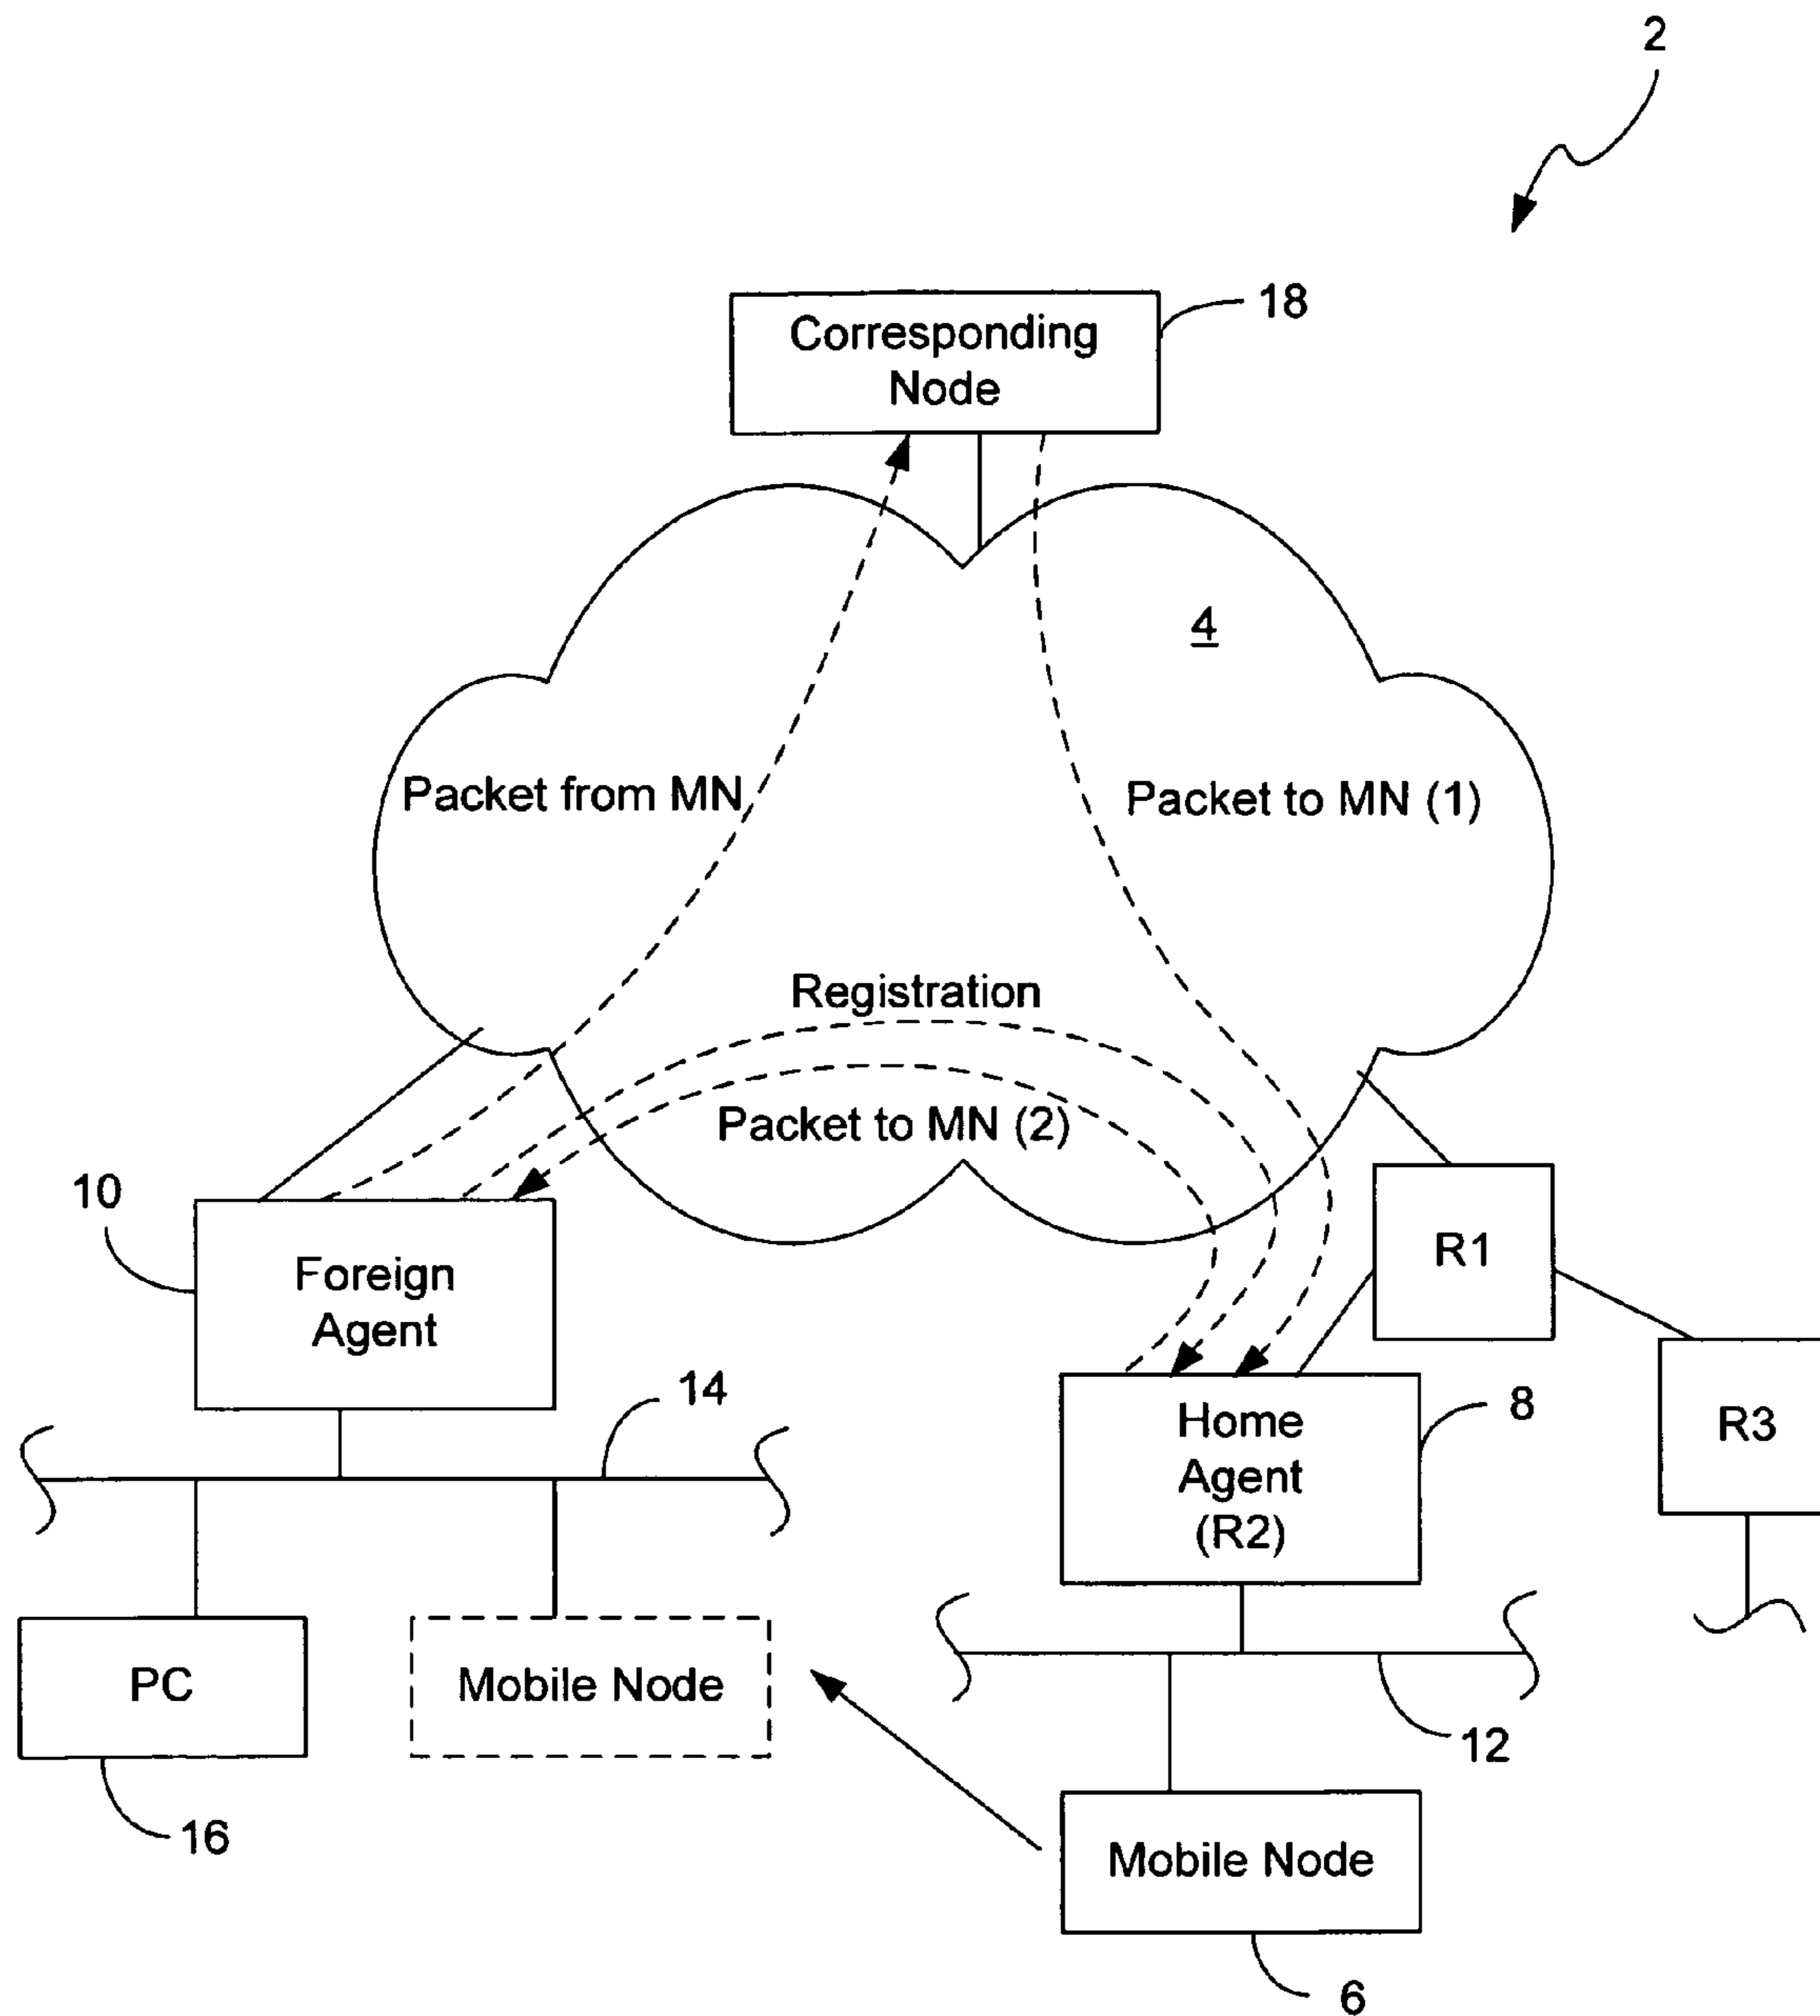 2
Corresponding
Node
18
4
Packet from MN
Packet to MN (1)
Registration
Packet to MN (2)
10
Foreign
Agent
R1
14
Home
Agent
(R2)
8
R3
PC
Mobile Node
12
16
Mobile Node
6